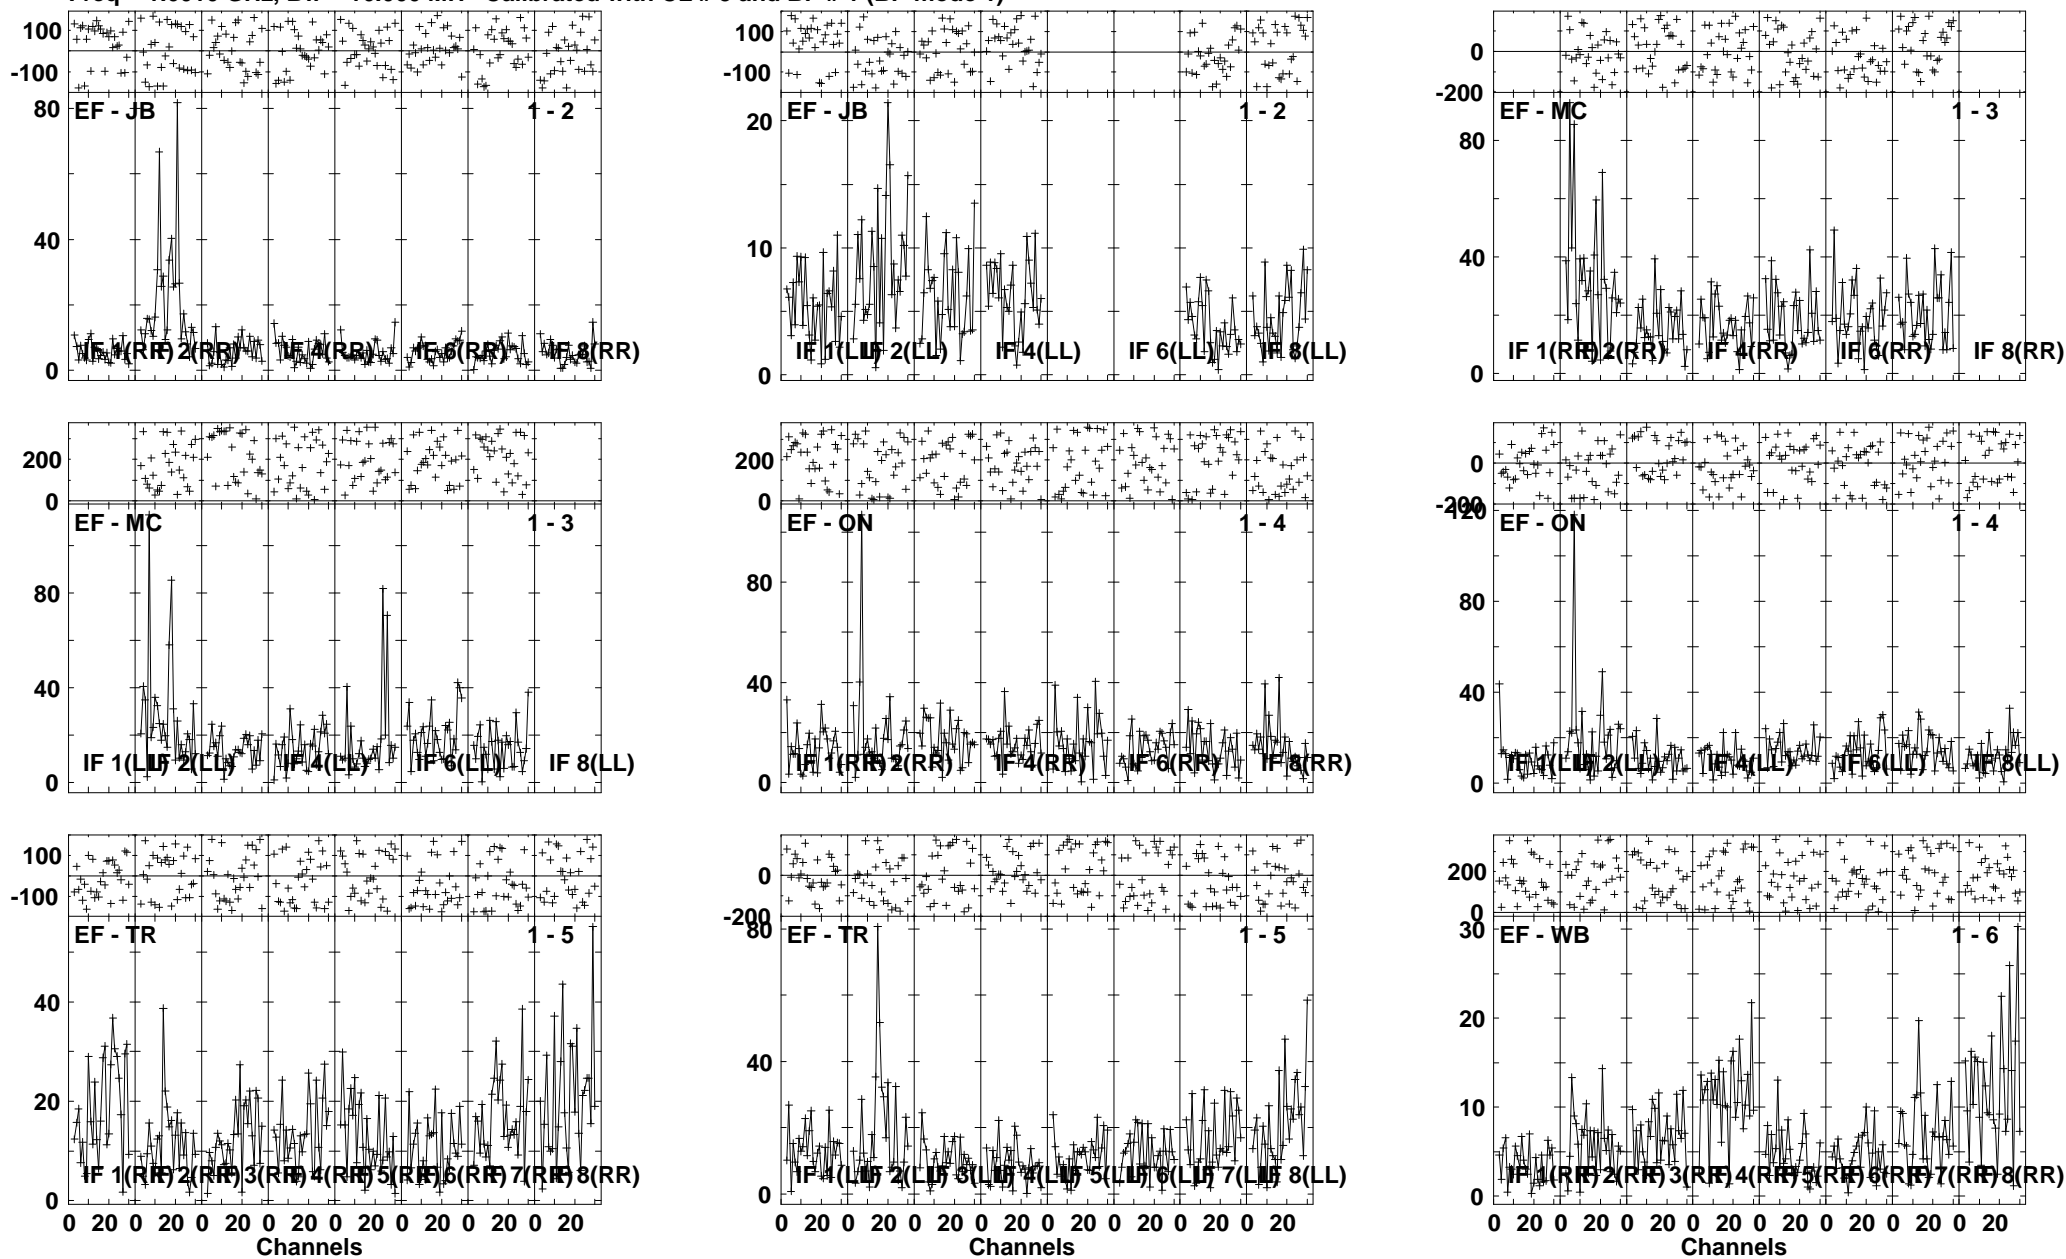 100
-100
EF - JB 1 - 2
80
40
0
IF 1(RR) IF 2(RR) IF 4(RR) IF 6(RR) IF 8(RR)
100
-100
EF - JB 1 - 2
20
10
0
IF 1(LL) IF 2(LL) IF 4(LL) IF 6(LL) IF 8(LL)
0
-200
EF - MC 1 - 3
80
40
0
IF 1(RR) IF 2(RR) IF 4(RR) IF 6(RR) IF 8(RR)
200
0
EF - MC 1 - 3
80
40
0
IF 1(LL) IF 2(LL) IF 4(LL) IF 6(LL) IF 8(LL)
200
0
EF - ON 1 - 4
80
40
0
IF 1(RR) IF 2(RR) IF 4(RR) IF 6(RR) IF 8(RR)
0
-200
120
EF - ON 1 - 4
80
40
0
IF 1(LL) IF 2(LL) IF 4(LL) IF 6(LL) IF 8(LL)
100
-100
EF - TR 1 - 5
40
20
0
IF 1(RR) IF 2(RR) IF 3(RR) IF 4(RR) IF 5(RR) IF 6(RR) IF 7(RR) IF 8(RR)
0 20 0 20 0 20 0 20 0 20 0 20 0 20 0 20
Channels
0
-200
80
EF - TR 1 - 5
40
0
IF 1(LL) IF 2(LL) IF 3(LL) IF 4(LL) IF 5(LL) IF 6(LL) IF 7(LL) IF 8(LL)
0 20 0 20 0 20 0 20 0 20 0 20 0 20 0 20
Channels
200
0
EF - WB 1 - 6
30
20
10
0
IF 1(RR) IF 2(RR) IF 3(RR) IF 4(RR) IF 5(RR) IF 6(RR) IF 7(RR) IF 8(RR)
0 20 0 20 0 20 0 20 0 20 0 20 0 20 0 20
Channels